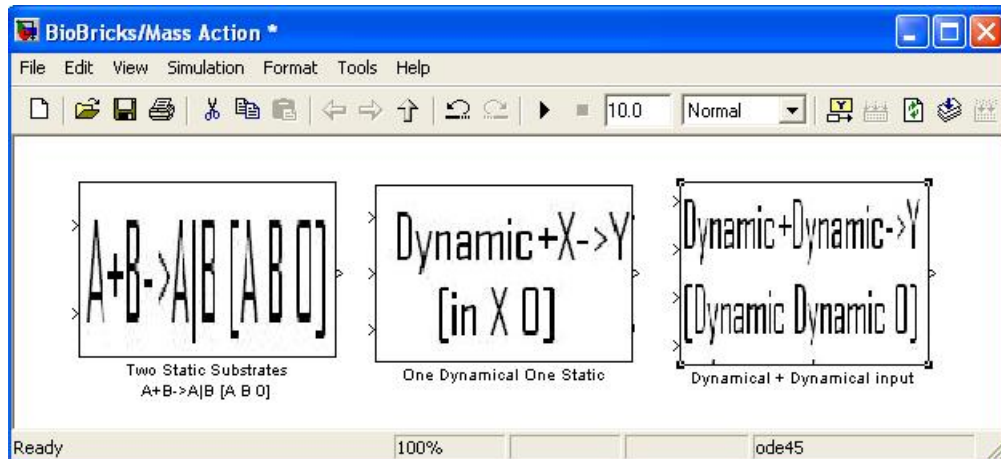 BioBricks/Mass Action *
File Edit View Simulation Format Tools Help
10.0 Normal
A+B->A|B [A B 0]
Dynamic+X->Y
[in X 0]
Dynamic+Dynamic->Y
[Dynamic Dynamic 0]
Two Static Substrates
A+B->A|B [A B 0]
One Dynamical One Static
Dynamical + Dynamical input
Ready 100% ode45